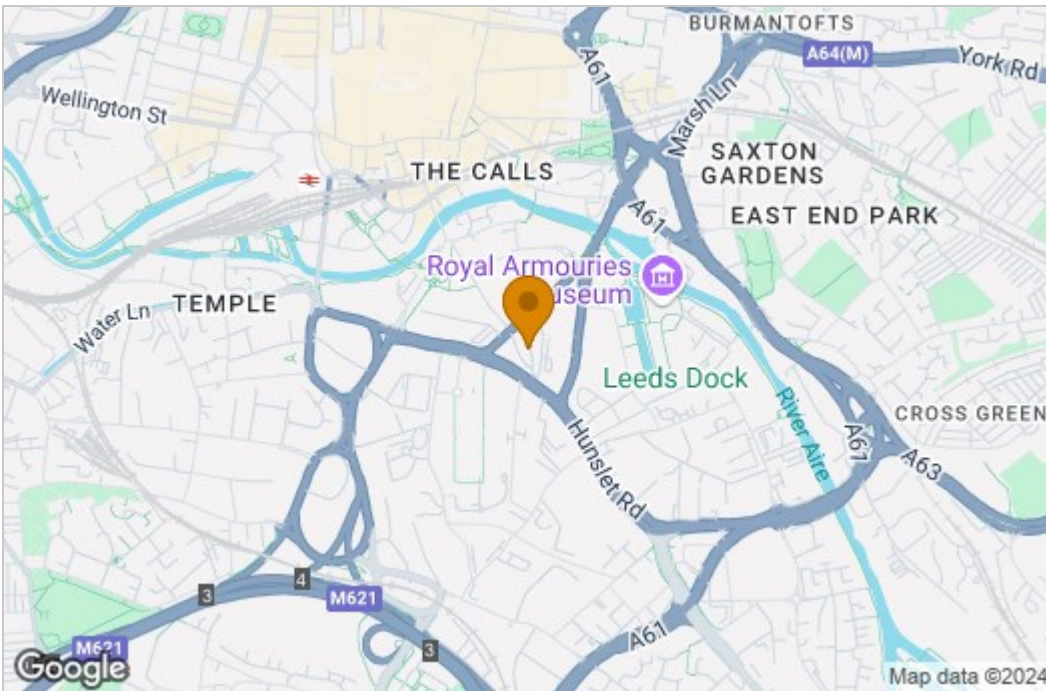 BURMANTOFTS
A64(M)
York Rd
A61
Marsh Ln
Wellington St
THE CALLS
SAXTON
GARDENS
A61
EAST END PARK
Royal Armouries
useum
TEMPLE
Water Ln
Leeds Dock
River Aire
CROSS GREEN
A61
A63
Hunslet Rd
3
4
M621
3
A61
M621
Google
Map data ©2024